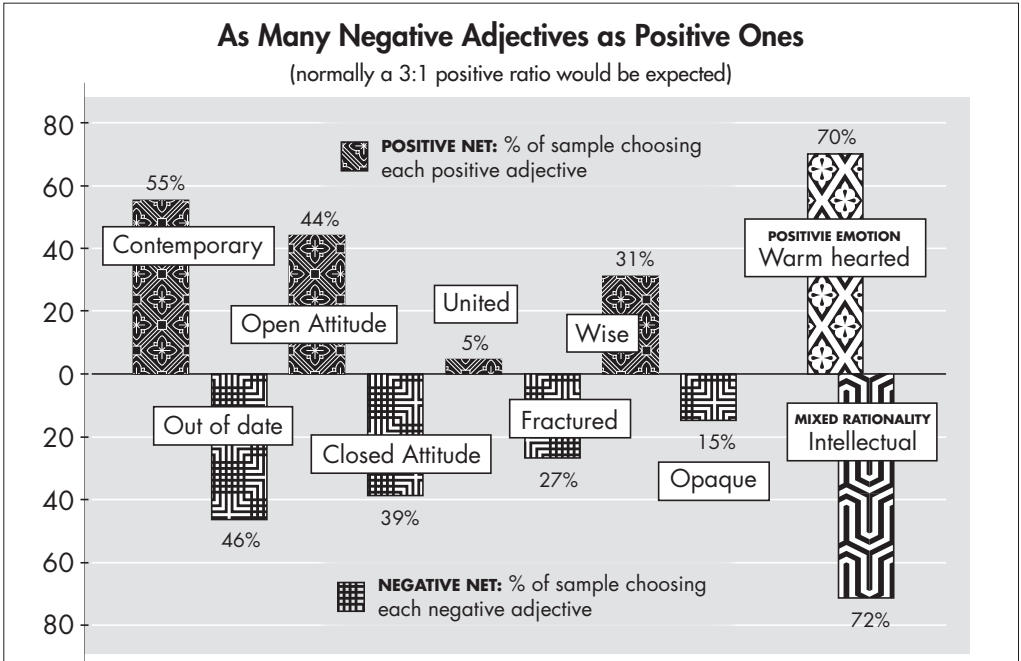 As Many Negative Adjectives as Positive Ones
(normally a 3:1 positive ratio would be expected)
80
60
40
20
0
20
40
60
80
POSITIVE NET: % of sample choosing
each positive adjective
55%
Contemporary
44%
Open Attitude
United
5%
31%
Wise
70%
POSITIVIE EMOTION
Warm hearted
Out of date
46%
Closed Attitude
39%
Fractured
27%
15%
Opaque
MIXED RATIONALITY
Intellectual
72%
NEGATIVE NET: % of sample choosing
each negative adjective